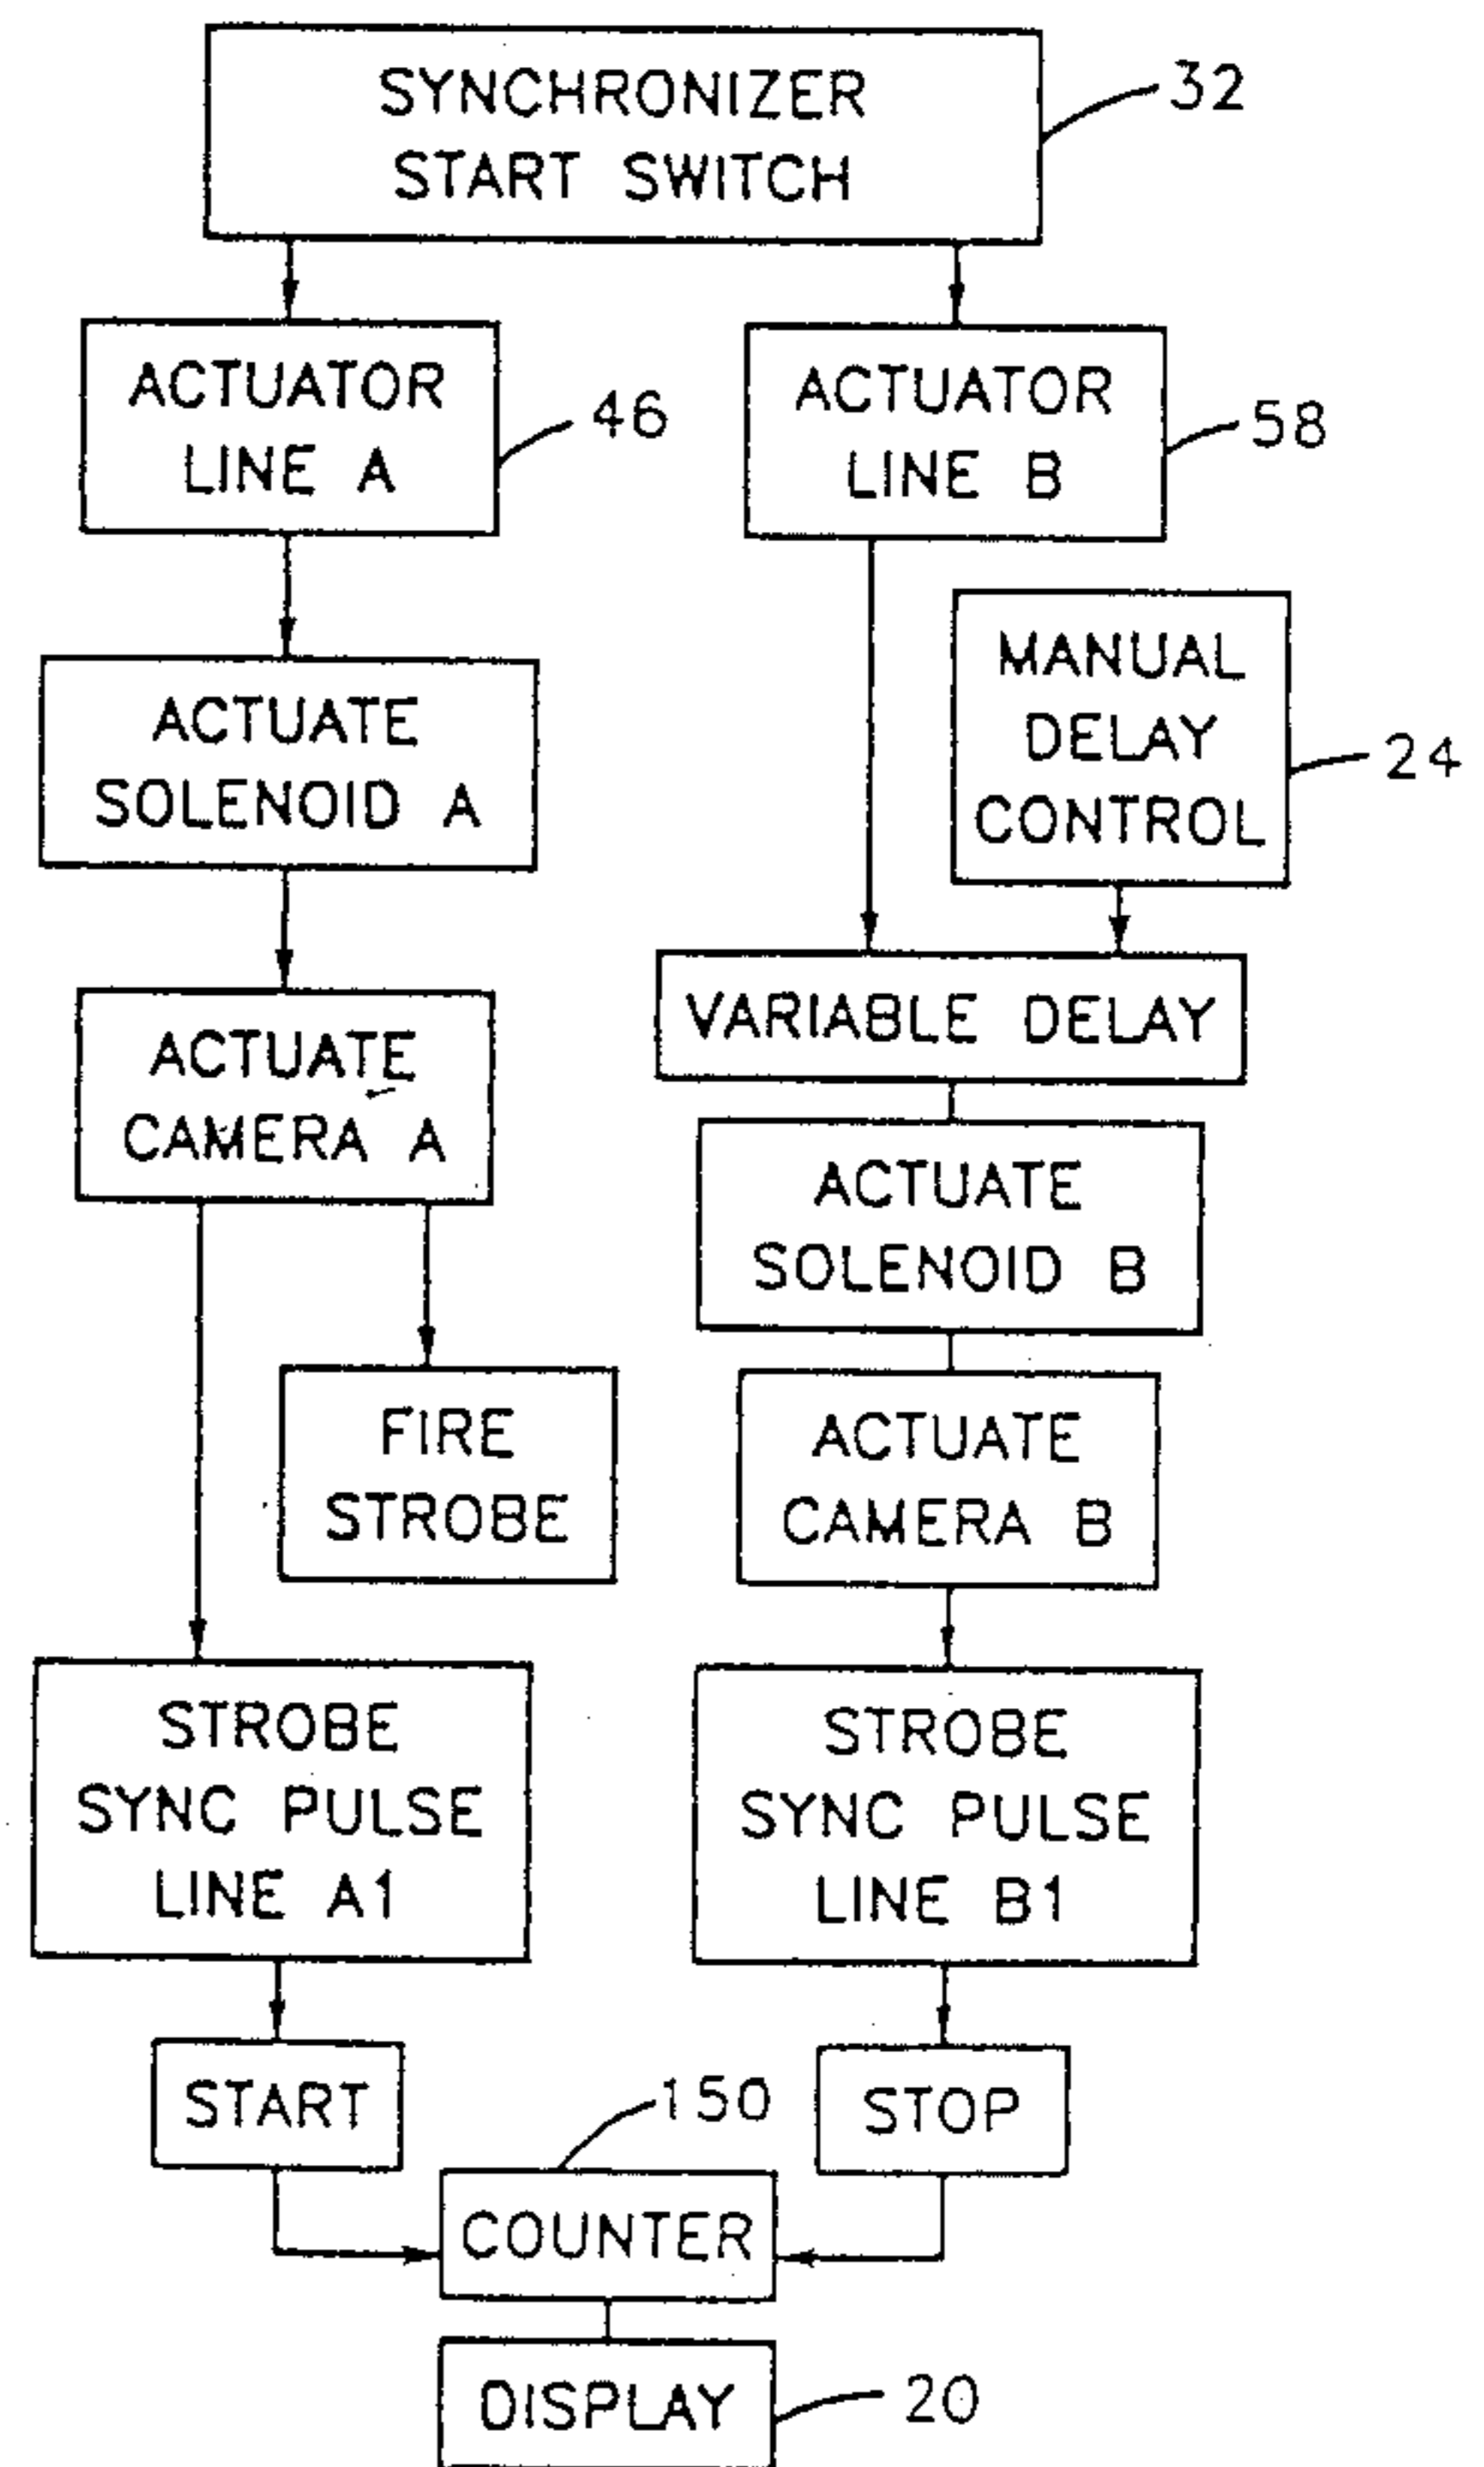 SYNCHRONIZER
START SWITCH
32
ACTUATOR
LINE A
46
ACTUATOR
LINE B
58
MANUAL
DELAY
CONTROL
24
ACTUATE
SOLENOID A
VARIABLE DELAY
ACTUATE
CAMERA A
ACTUATE
SOLENOID B
FIRE
STROBE
ACTUATE
CAMERA B
STROBE
SYNC PULSE
LINE A1
STROBE
SYNC PULSE
LINE B1
START
150
STOP
COUNTER
DISPLAY
20